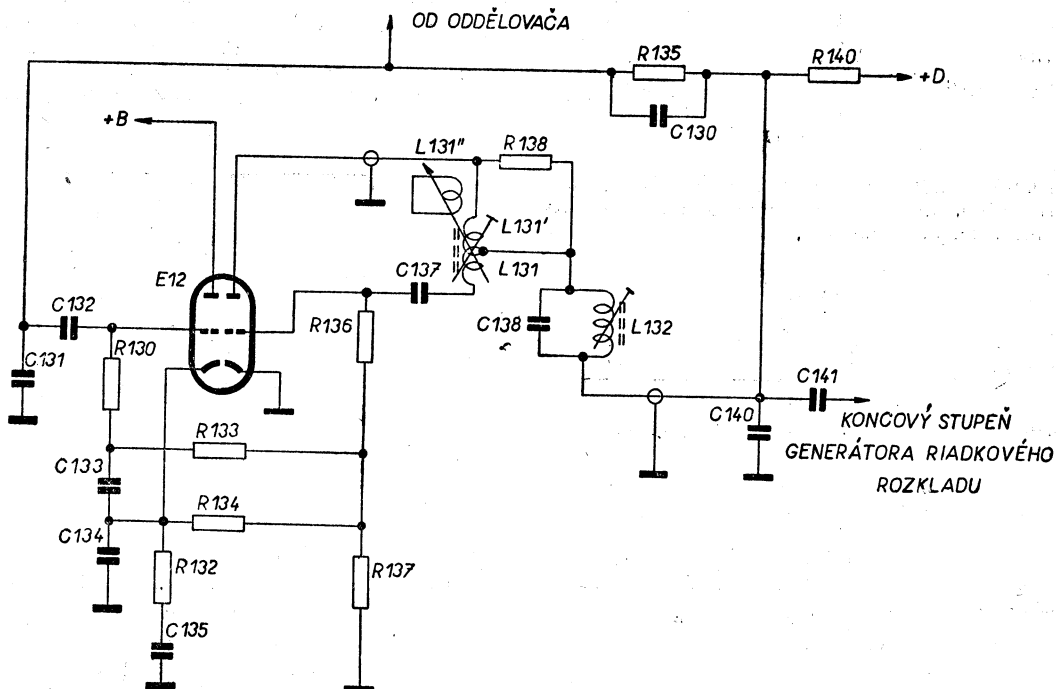 OD ODDĚLOVAČA
R135
R140
+D
C130
+B
L131"
R138
L131'
L131
E12
C137
C132
R130
R136
C138
L132
C131
C141
C140
KONCOVÝ STUPEŇ
GENERÁTORA RIADKOVÉHO
ROZKLADU
R133
C133
R134
C134
R132
R137
C135